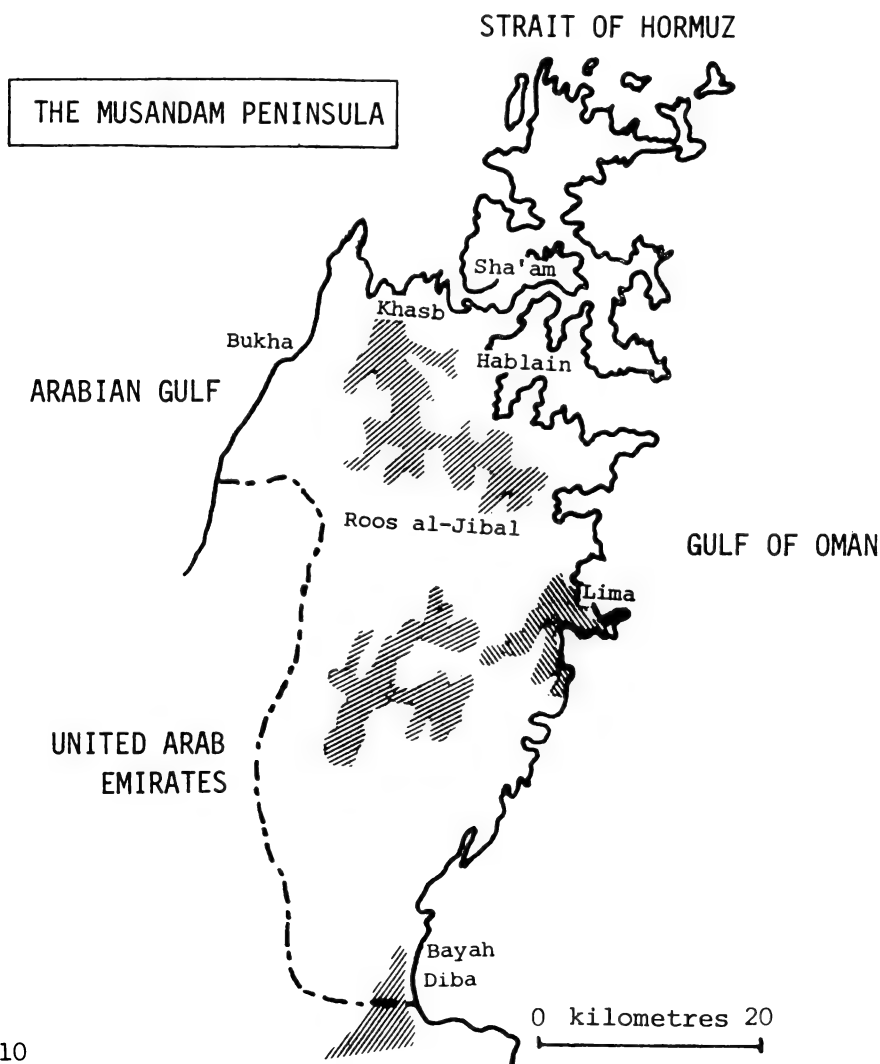 STRAIT OF HORMUZ
THE MUSANDAM PENINSULA
Sha'am
Khasb
Bukha
Hablain
ARABIAN GULF
Roos al-Jibal
GULF OF OMAN
Lima
UNITED ARAB
EMIRATES
Bayah
Diba
0 kilometres 20
10